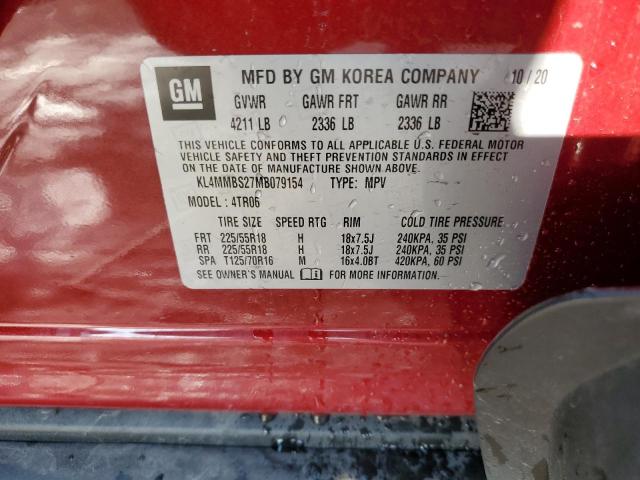 GM
MFD BY GM KOREA COMPANY 10/20
GVWR GAWR FRT GAWR RR
4211 LB 2336 LB 2336 LB
THIS VEHICLE CONFORMS TO ALL APPLICABLE U.S. FEDERAL MOTOR
VEHICLE SAFETY AND THEFT PREVENTION STANDARDS IN EFFECT
ON THE DATE OF MANUFACTURE SHOWN ABOVE.
KL4MMBS27MB079154 TYPE: MPV
MODEL: 4TR06
TIRE SIZE SPEED RTG RIM COLD TIRE PRESSURE
FRT 225/55R18 H 18x7.5J 240KPA, 35 PSI
RR 225/55R18 H 18x7.5J 240KPA, 35 PSI
SPA T125/70R16 M 16x4.0BT 420KPA, 60 PSI
SEE OWNER'S MANUAL FOR MORE INFORMATION.